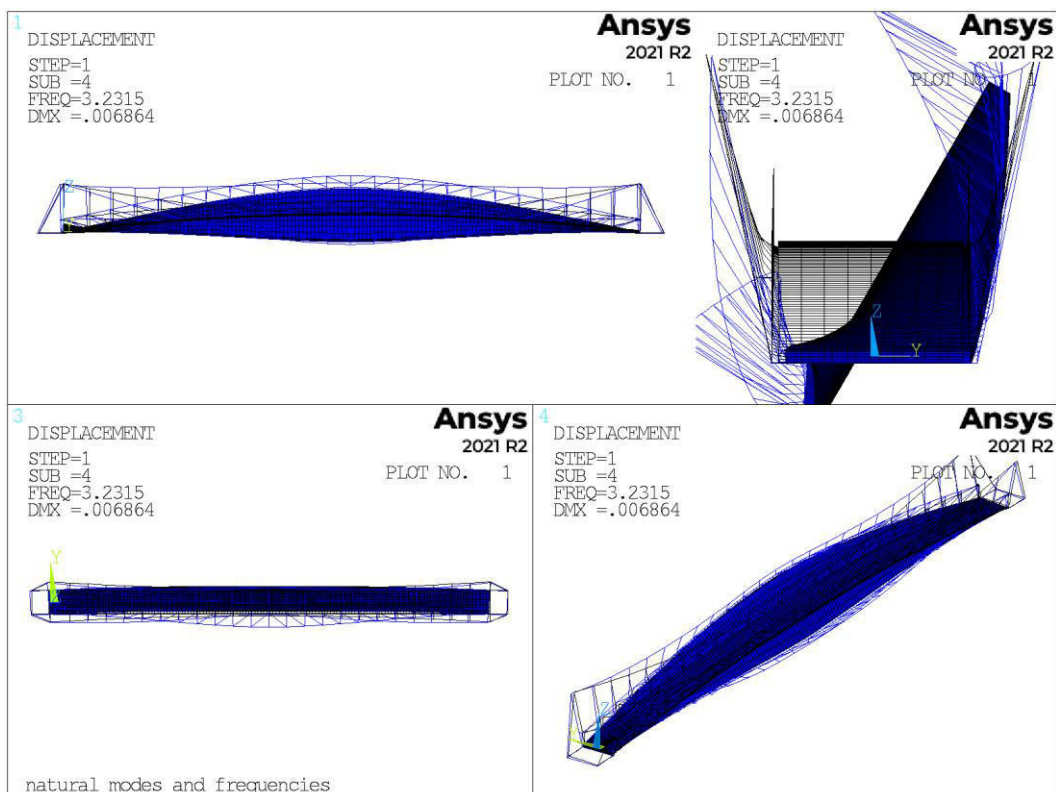 1
Ansys
2021 R2
DISPLACEMENT
STEP=1
SUB =4
FREQ=3.2315
DMX =.006864
PLOT NO. 1
Z
Ansys
2021 R2
DISPLACEMENT
STEP=1
SUB =4
FREQ=3.2315
DMX =.006864
PLOT NO. 1
Z
Y
3
Ansys
2021 R2
DISPLACEMENT
STEP=1
SUB =4
FREQ=3.2315
DMX =.006864
PLOT NO. 1
Y
natural modes and frequencies
4
Ansys
2021 R2
DISPLACEMENT
STEP=1
SUB =4
FREQ=3.2315
DMX =.006864
PLOT NO. 1
Z